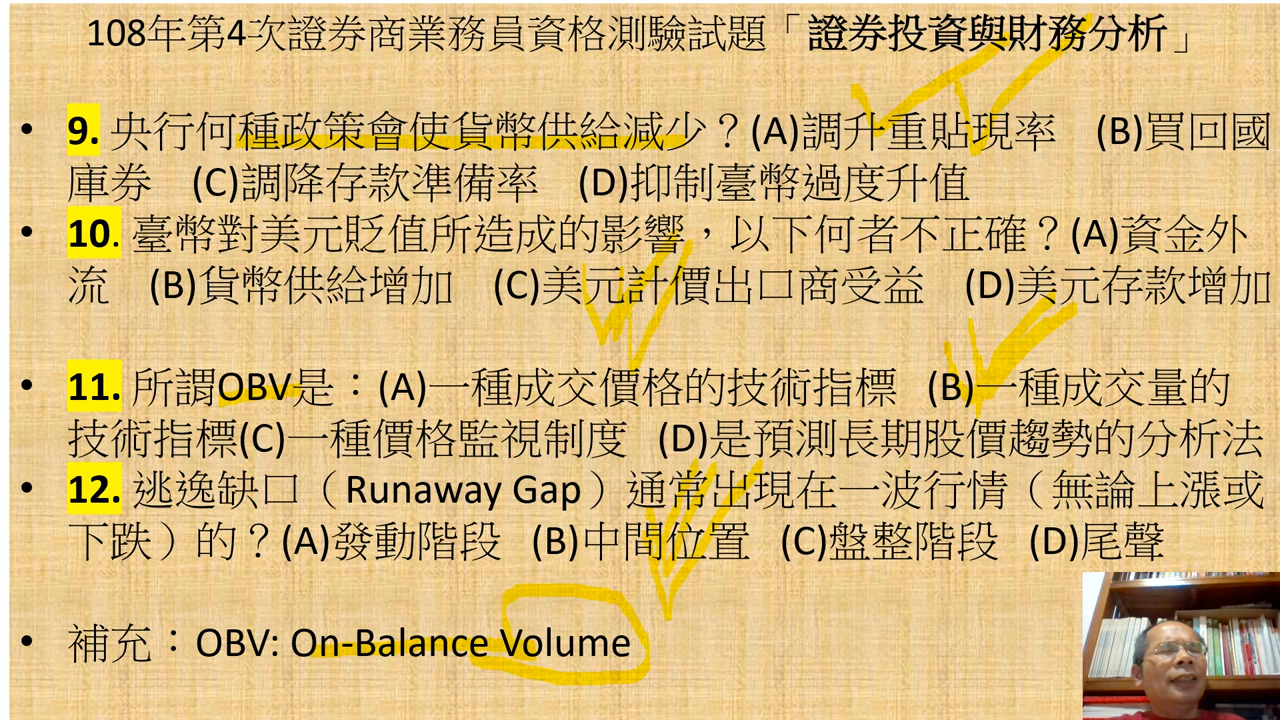 108年第4次證券商業務員資格測驗試題「證券投資與財務分析」
• 9. 央行何種政策會使貨幣供給減少？(A)調升重貼現率 (B)買回國
庫券 (C)調降存款準備率 (D)抑制臺幣過度升值
• 10. 臺幣對美元貶值所造成的影響，以下何者不正確？(A)資金外
流 (B)貨幣供給增加 (C)美元計價出口商受益 (D)美元存款增加
• 11. 所謂OBV是：(A)一種成交價格的技術指標 (B)一種成交量的
技術指標(C)一種價格監視制度 (D)是預測長期股價趨勢的分析法
• 12. 逃逸缺口（Runaway Gap）通常出現在一波行情（無論上漲或
下跌）的？(A)發動階段 (B)中間位置 (C)盤整階段 (D)尾聲
• 補充：OBV: On-Balance Volume